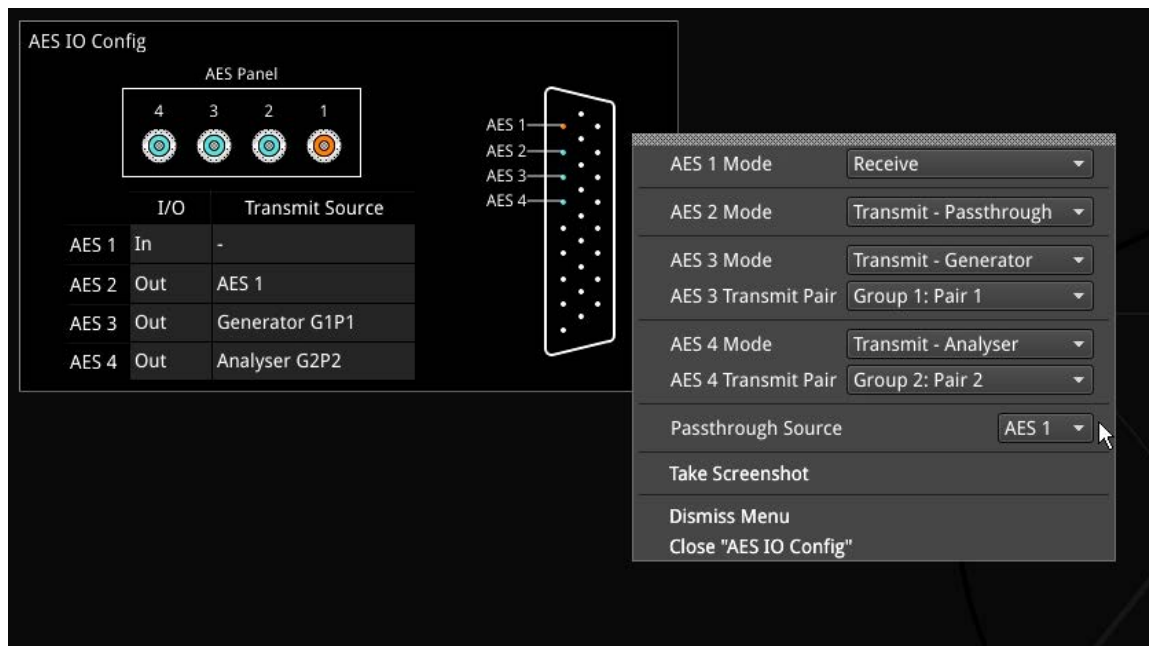 AES IO Config
AES Panel
4 3 2 1
AES 1
AES 2
AES 3
AES 4
I/O Transmit Source
AES 1 In -
AES 2 Out AES 1
AES 3 Out Generator G1P1
AES 4 Out Analyser G2P2
AES 1 Mode Receive
AES 2 Mode Transmit - Passthrough
AES 3 Mode Transmit - Generator
AES 3 Transmit Pair Group 1: Pair 1
AES 4 Mode Transmit - Analyser
AES 4 Transmit Pair Group 2: Pair 2
Passthrough Source AES 1
Take Screenshot
Dismiss Menu
Close "AES IO Config"